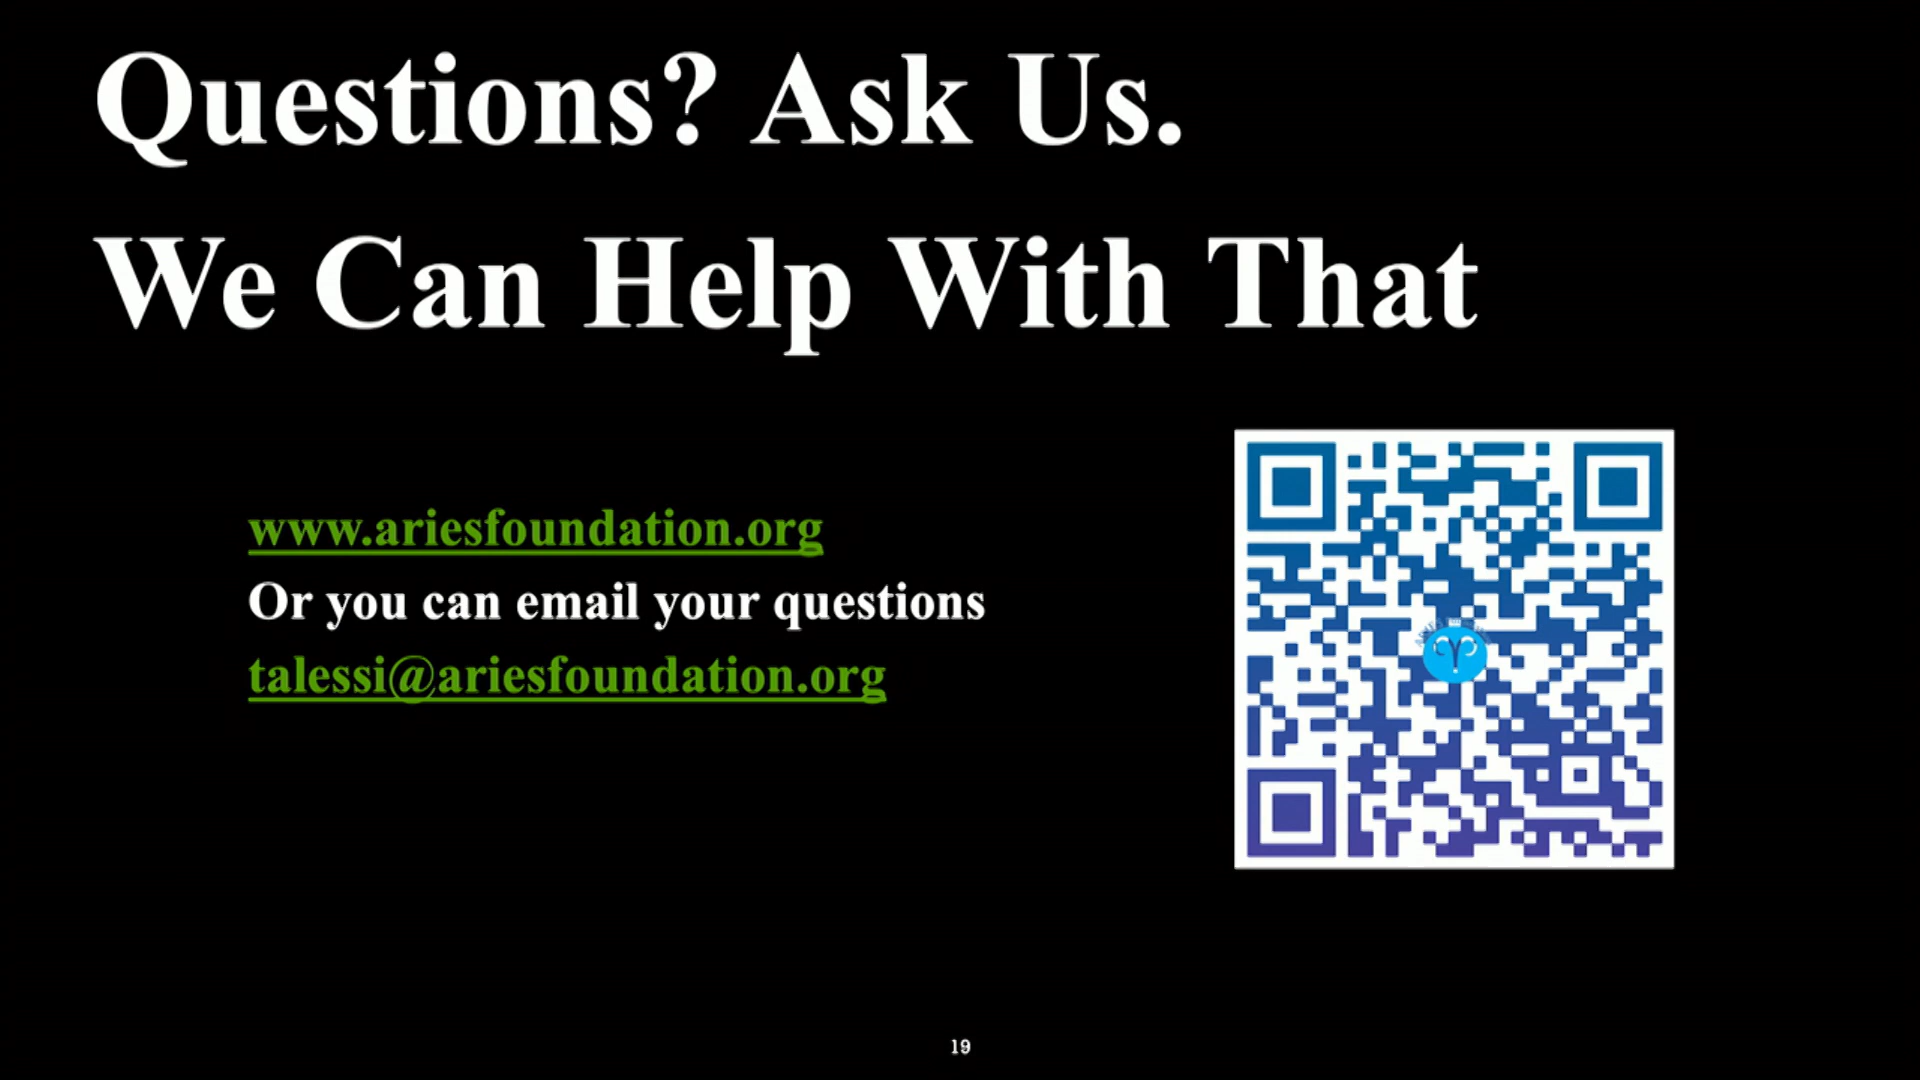 Questions? Ask Us.
We Can Help With That
www.ariesfoundation.org
Or you can email your questions
talessi@ariesfoundation.org
19